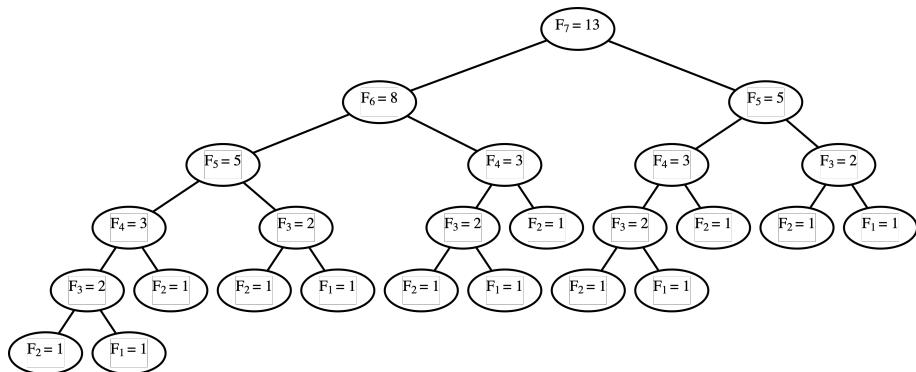 F₇ = 13
F₆ = 8
F₅ = 5
F₅ = 5
F₄ = 3
F₄ = 3
F₃ = 2
F₄ = 3
F₃ = 2
F₃ = 2
F₂ = 1
F₃ = 2
F₂ = 1
F₂ = 1
F₁ = 1
F₃ = 2
F₂ = 1
F₂ = 1
F₁ = 1
F₂ = 1
F₁ = 1
F₂ = 1
F₁ = 1
F₂ = 1
F₁ = 1